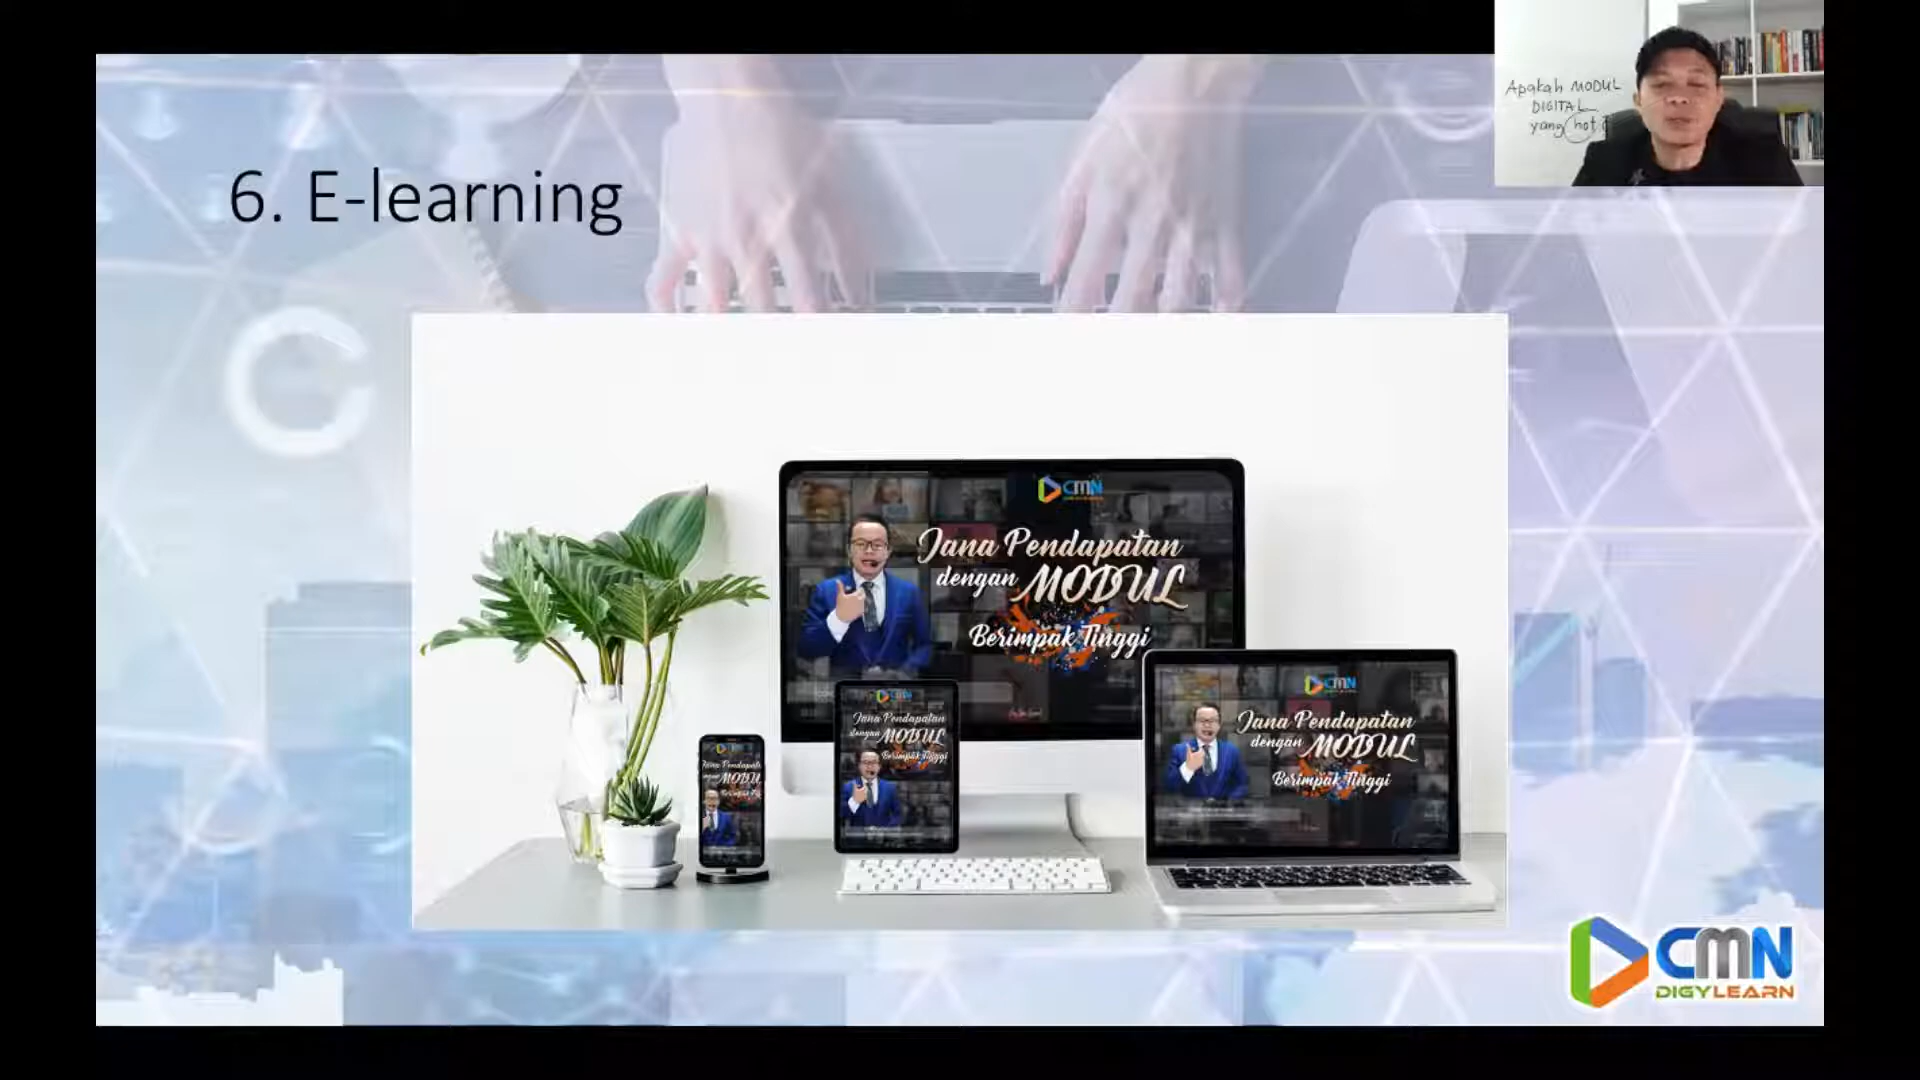 Apakah MODUL
DIGITAL
yang hot
6. E-learning
CMN
Jana Pendapatan
dengan MODUL
Berimpak Tinggi
CMN
Jana Pendapatan
dengan MODUL
Berimpak Tinggi
CMN
Jana Pendapatan
dengan MODUL
Berimpak Tinggi
CMN
DIGYLEARN